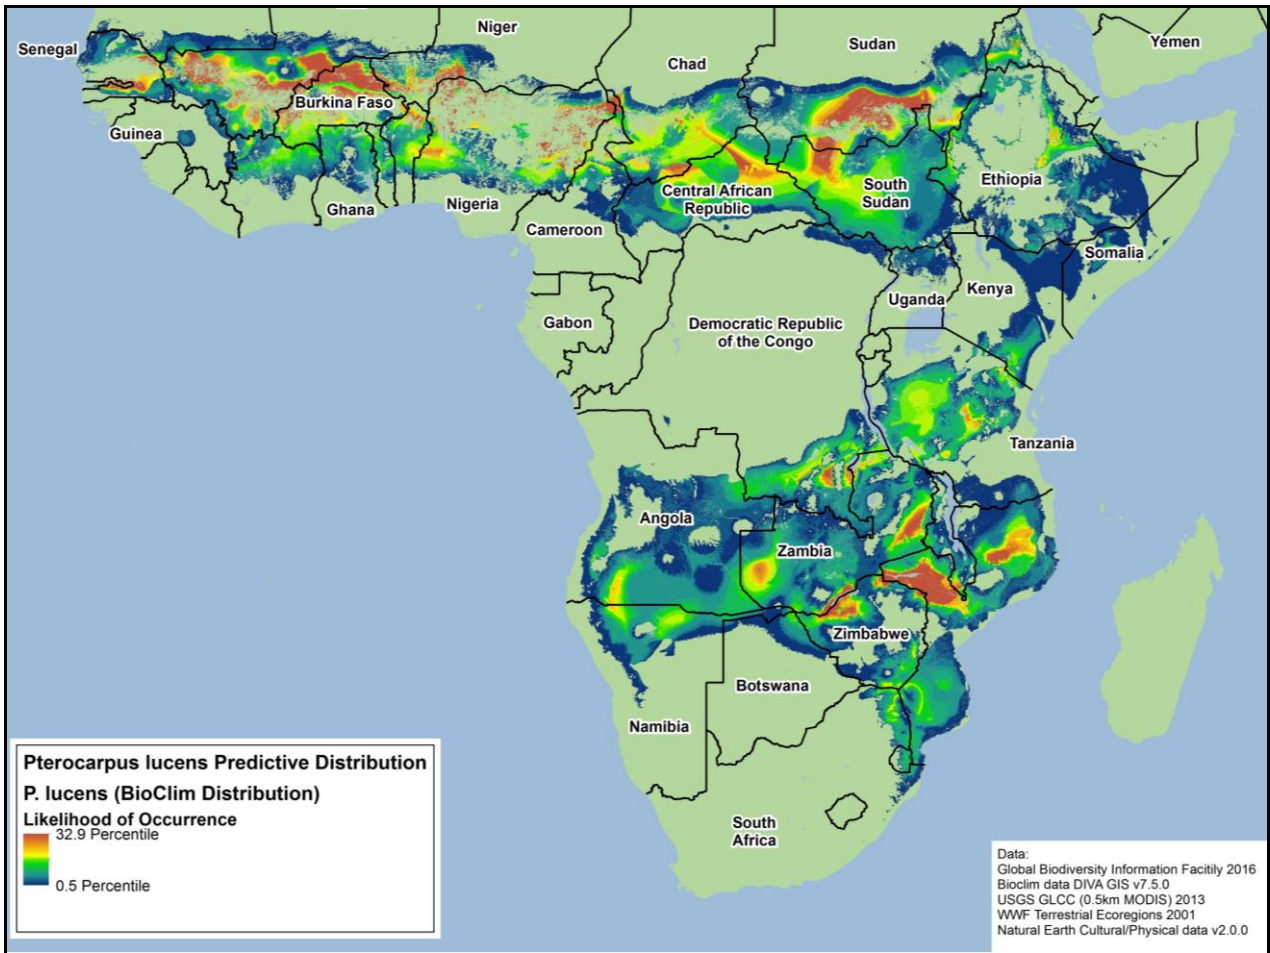 Niger
Senegal
Sudan
Yemen
Chad
Burkina Faso
Guinea
Ethiopia
Central African
Republic
South
Sudan
Ghana
Nigeria
Cameroon
Somalia
Kenya
Uganda
Gabon
Democratic Republic
of the Congo
Tanzania
Angola
Zambia
Zimbabwe
Botswana
Namibia
South
Africa
Pterocarpus lucens Predictive Distribution
P. lucens (BioClim Distribution)
Likelihood of Occurrence
32.9 Percentile
0.5 Percentile
Data:
Global Biodiversity Information Facitily 2016
Bioclim data DIVA GIS v7.5.0
USGS GLCC (0.5km MODIS) 2013
WWF Terrestrial Ecoregions 2001
Natural Earth Cultural/Physical data v2.0.0